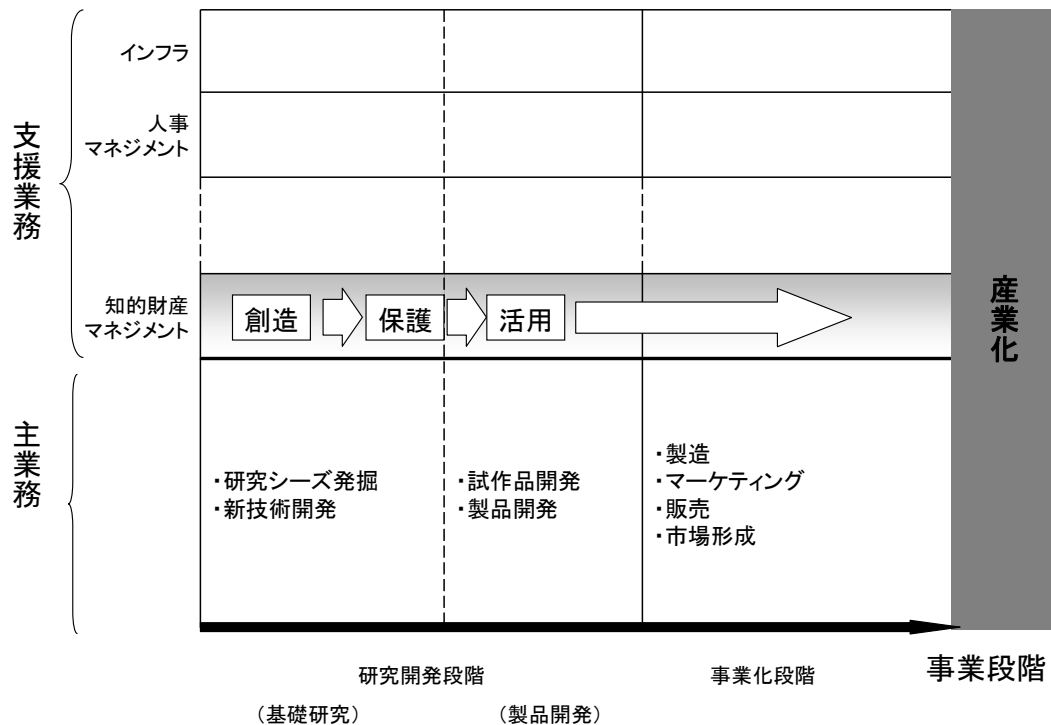 支援業務
インフラ
人事
マネジメント
知的財産
マネジメント
創造
保護
活用
産業化
主業務
・研究シーズ発掘
・新技術開発
・試作品開発
・製品開発
・製造
・マーケティング
・販売
・市場形成
研究開発段階
事業化段階
事業段階
（基礎研究）
（製品開発）